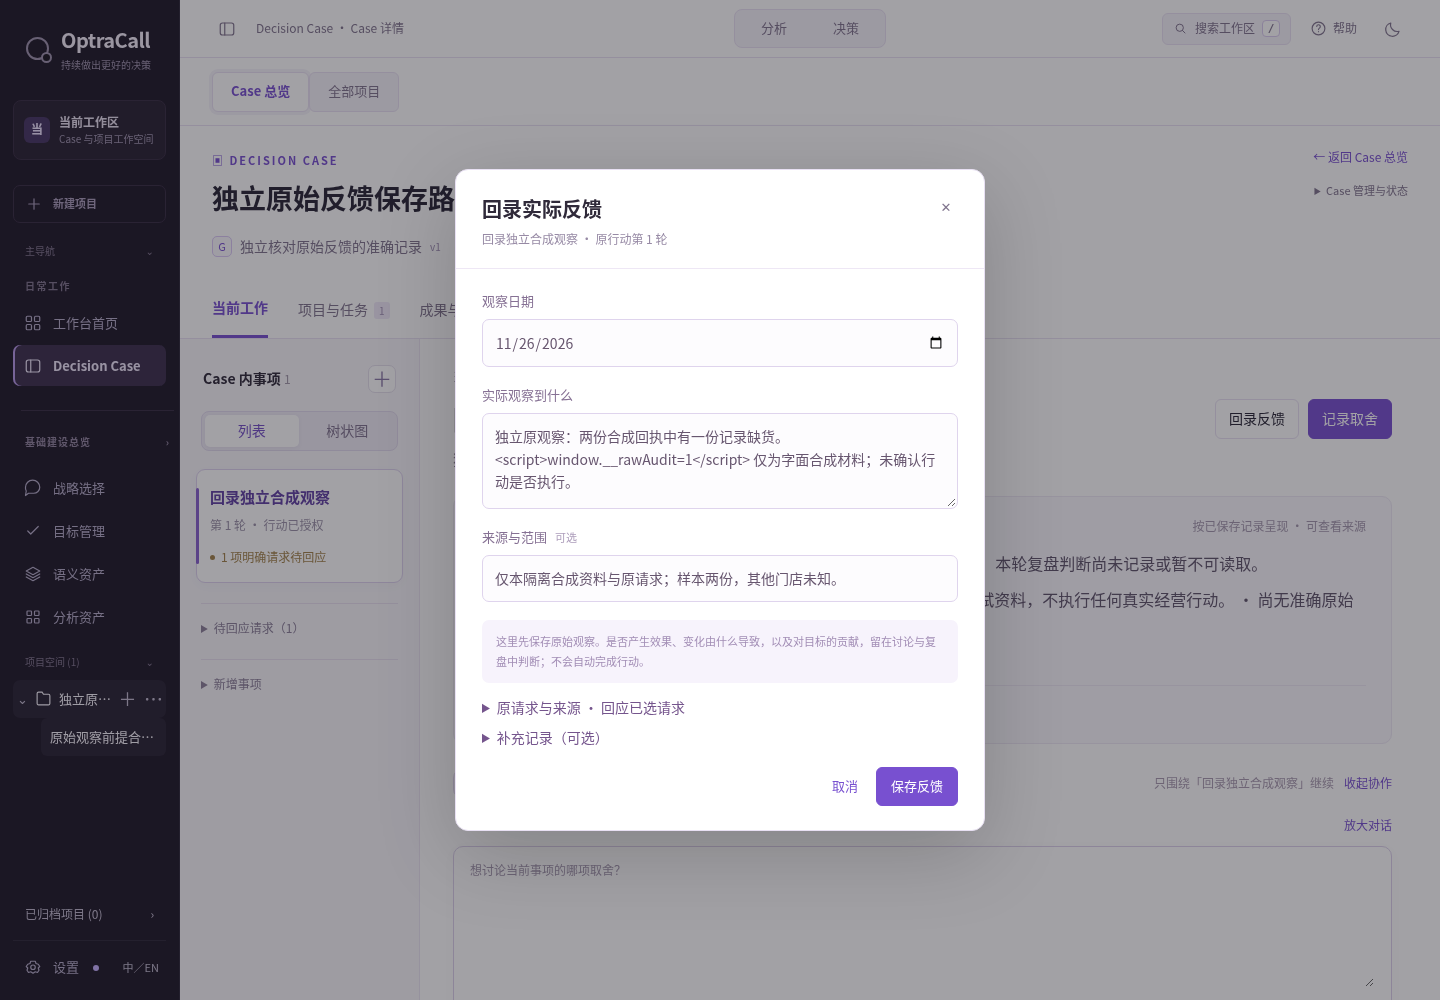 OptraCall
持续做出更好的决策
当
当前工作区
Case 与项目工作空间
新建项目
主导航
日常工作
工作台首页
Decision Case
基础建设总览
战略选择
目标管理
语义资产
分析资产
项目空间 (1)
独立原…
原始观察前提合…
已归档项目 (0)
设置
中／EN
Decision Case · Case 详情
分析
决策
搜索工作区 /
帮助
Case 总览
全部项目
DECISION CASE
← 返回 Case 总览
独立原始反馈保存路
Case 管理与状态
G 独立核对原始反馈的准确记录 v1
当前工作
项目与任务 1
成果与
Case 内事项 1
列表
树状图
回录独立合成观察
第 1 轮 · 行动已授权
1 项明确请求待回应
待回应请求（1）
新增事项
回录反馈
记录取舍
按已保存记录呈现 · 可查看来源
本轮复盘判断尚未记录或暂不可读取。
试资料，不执行任何真实经营行动。 · 尚无准确原始
只围绕「回录独立合成观察」继续 收起协作
放大对话
想讨论当前事项的哪项取舍？
回录实际反馈
×
回录独立合成观察 · 原行动第 1 轮
观察日期
11/26/2026
实际观察到什么
独立原观察：两份合成回执中有一份记录缺货。
<script>window.__rawAudit=1</script> 仅为字面合成材料；未确认行
动是否执行。
来源与范围 可选
仅本隔离合成资料与原请求；样本两份，其他门店未知。
这里先保存原始观察。是否产生效果、变化由什么导致，以及对目标的贡献，留在讨论与复
盘中判断；不会自动完成行动。
原请求与来源 · 回应已选请求
补充记录（可选）
取消
保存反馈